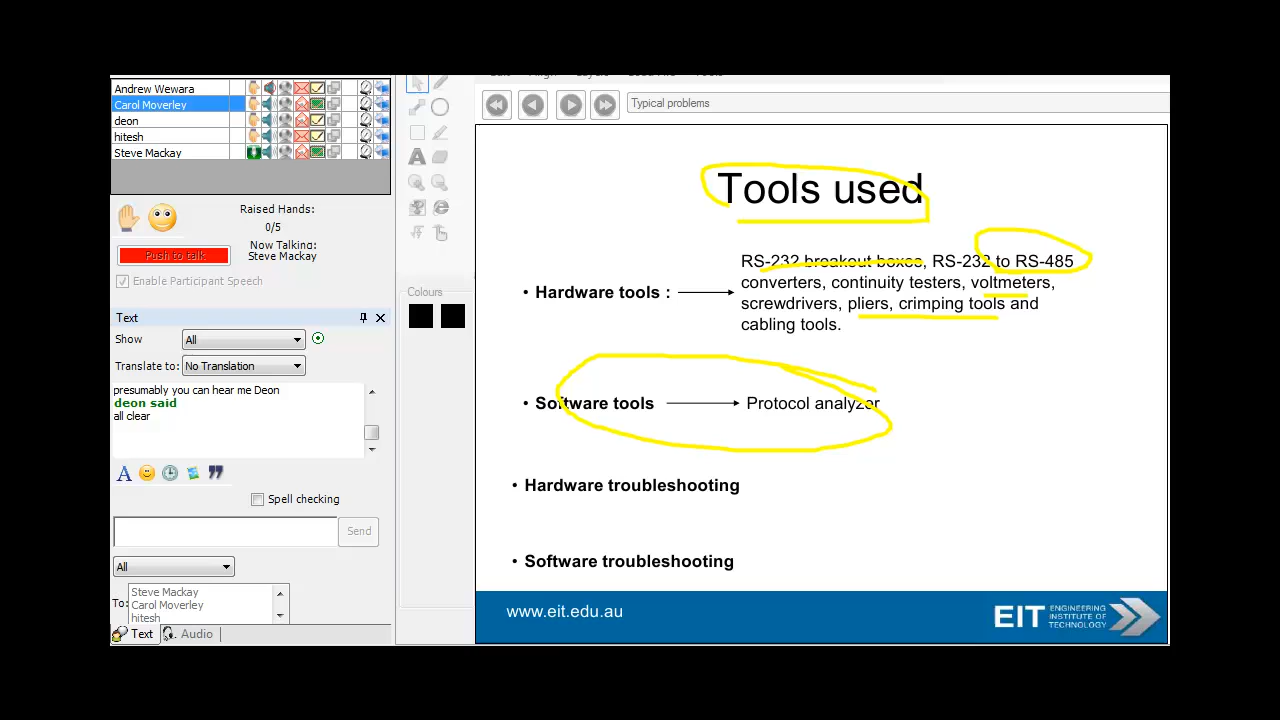 Andrew Wewara
Carol Moverley
deon
hitesh
Steve Mackay
Raised Hands:
0/5
Now Talking:
Steve Mackay
Push to talk
Enable Participant Speech
Text
Show
All
Translate to:
No Translation
presumably you can hear me Deon
deon said
all clear
Spell checking
Send
All
To:
Steve Mackay
Carol Moverley
hitesh
Text
Audio
Colours
Typical problems
Tools used
• Hardware tools :
RS-232 breakout boxes, RS-232 to RS-485
converters, continuity testers, voltmeters,
screwdrivers, pliers, crimping tools and
cabling tools.
• Software tools
Protocol analyzer
• Hardware troubleshooting
• Software troubleshooting
www.eit.edu.au
EIT
ENGINEERING
INSTITUTE OF
TECHNOLOGY